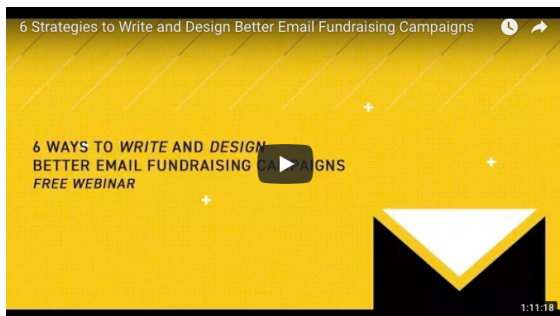 6 Strategies to Write and Design Better Email Fundraising Campaigns
6 WAYS TO WRITE AND DESIGN
BETTER EMAIL FUNDRAISING CAMPAIGNS
FREE WEBINAR
1:11:18